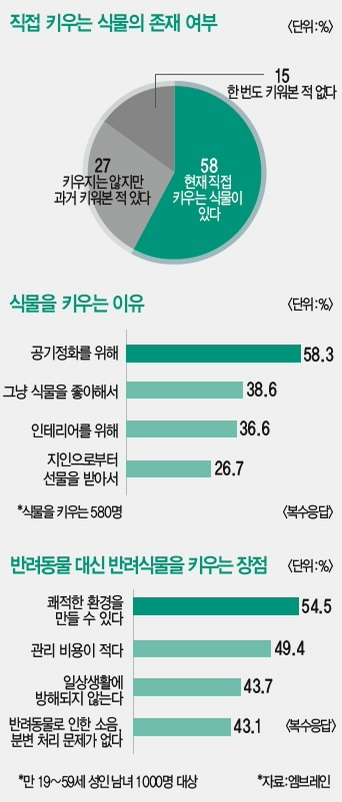 직접 키우는 식물의 존재 여부
〈단위:%〉
15
한 번도 키워본 적 없다
27
키우지는 않지만
과거 키워본 적 있다
58
현재 직접
키우는 식물이
있다
식물을 키우는 이유
〈단위:%〉
공기정화를 위해
58.3
그냥 식물을 좋아해서
38.6
인테리어를 위해
36.6
지인으로부터
선물을 받아서
26.7
*식물을 키우는 580명
〈복수응답〉
반려동물 대신 반려식물을 키우는 장점
〈단위:%〉
쾌적한 환경을
만들 수 있다
54.5
관리 비용이 적다
49.4
일상생활에
방해되지 않는다
43.7
반려동물로 인한 소음,
분변 처리 문제가 없다
43.1
〈복수응답〉
*만 19~59세 성인 남녀 1000명 대상
*자료:엠브레인